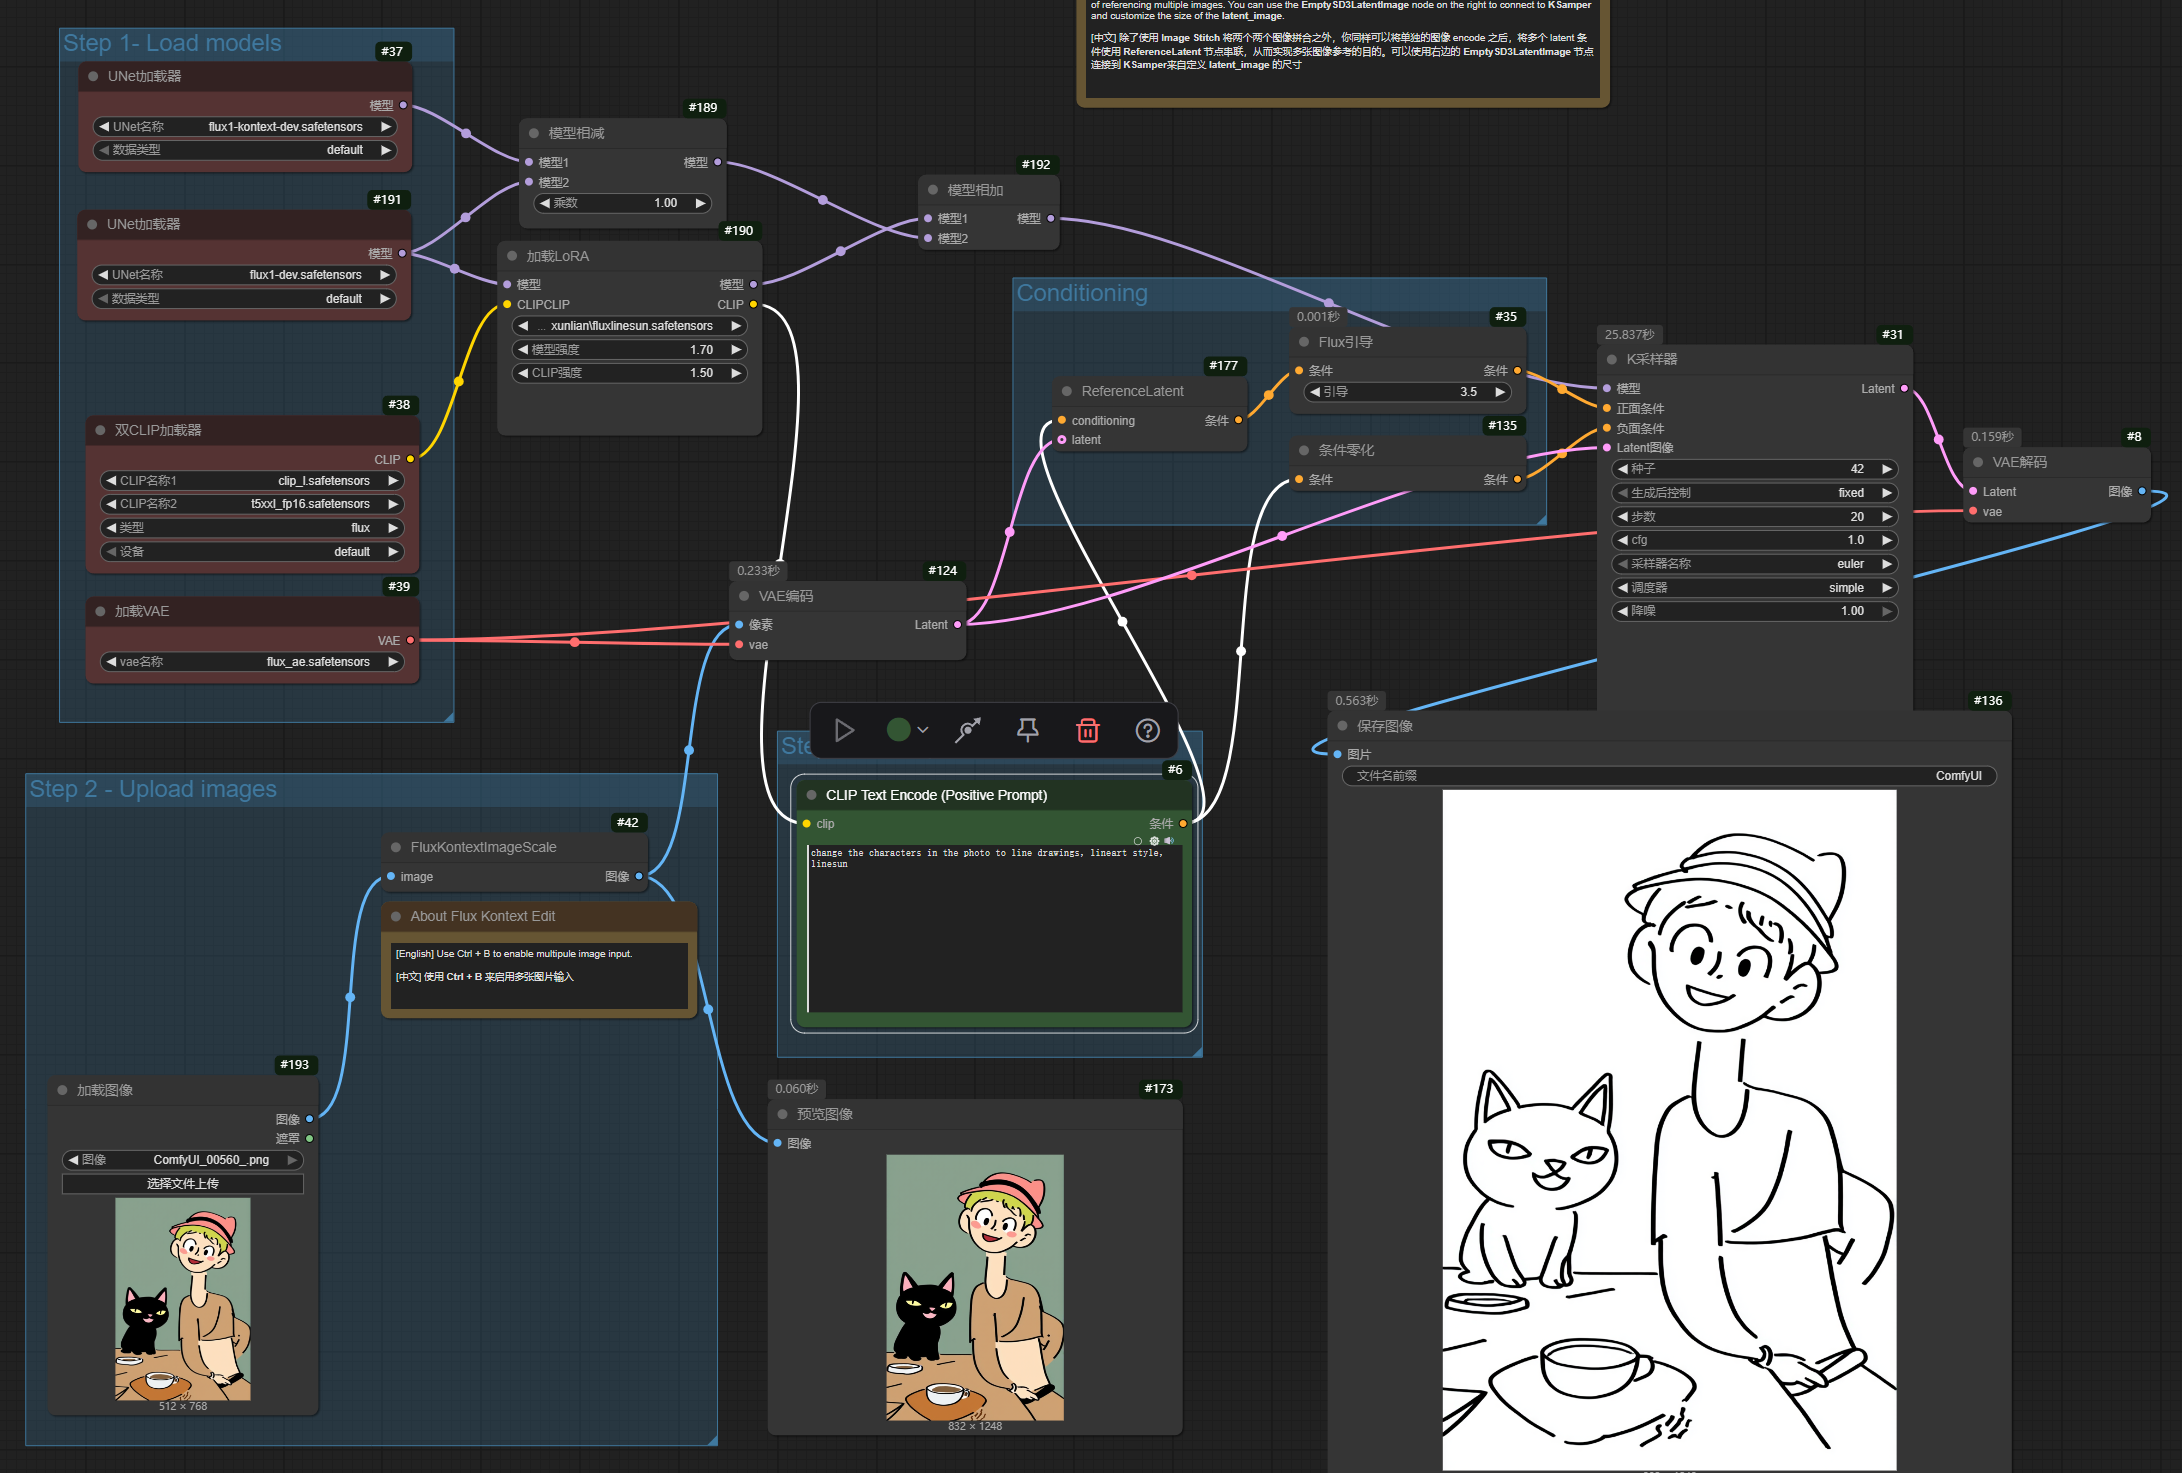 of referencing multiple images. You can use the EmptySD3LatentImage node on the right to connect to KSamper
and customize the size of the latent_image.
[中文] 除了使用 Image Stitch 将两个两个图像拼合之外，你同样可以将单独的图像 encode 之后，将多个 latent 条
件使用 ReferenceLatent 节点串联，从而实现多张图像参考的目的。可以使用右边的 EmptySD3LatentImage 节点
连接到 KSamper来自定义 latent_image 的尺寸
Step 1- Load models
#37
UNet加载器
模型
UNet名称 flux1-kontext-dev.safetensors
数据类型 default
#191
UNet加载器
模型
UNet名称 flux1-dev.safetensors
数据类型 default
#189
模型相减
模型1 模型
模型2
乘数 1.00
#190
加载LoRA
模型 模型
CLIPCLIP CLIP
... xunlian\fluxlinesun.safetensors
模型强度 1.70
CLIP强度 1.50
#192
模型相加
模型1 模型
模型2
#38
双CLIP加载器
CLIP
CLIP名称1 clip_l.safetensors
CLIP名称2 t5xxl_fp16.safetensors
类型 flux
设备 default
#39
加载VAE
VAE
vae名称 flux_ae.safetensors
Conditioning
#177
ReferenceLatent
conditioning 条件
latent
0.001秒 #35
Flux引导
条件 条件
引导 3.5
#135
条件零化
条件 条件
25.837秒 #31
K采样器
模型 Latent
正面条件
负面条件
Latent图像
种子 42
生成后控制 fixed
步数 20
cfg 1.0
采样器名称 euler
调度器 simple
降噪 1.00
0.159秒 #8
VAE解码
Latent 图像
vae
0.233秒 #124
VAE编码
像素 Latent
vae
Ste
#6
CLIP Text Encode (Positive Prompt)
clip 条件
change the characters in the photo to line drawings, lineart style,
linesun
Step 2 - Upload images
#42
FluxKontextImageScale
image 图像
About Flux Kontext Edit
[English] Use Ctrl + B to enable multipule image input.
[中文] 使用 Ctrl + B 来启用多张图片输入
#193
加载图像
图像
遮罩
图像 ComfyUI_00560_.png
选择文件上传
512 × 768
0.060秒 #173
预览图像
图像
832 × 1248
0.563秒 #136
保存图像
图片
文件名前缀 ComfyUI